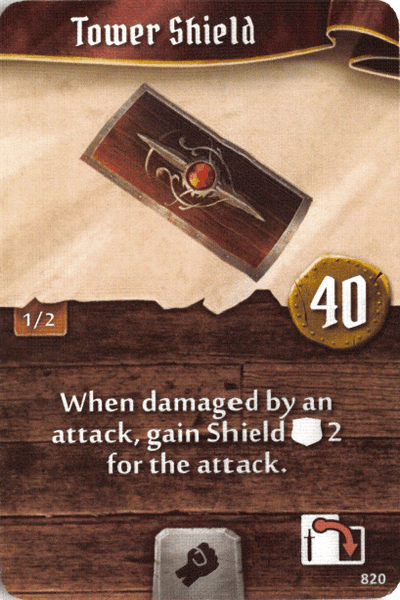 Tower Shield
40
1/2
When damaged by an
attack, gain Shield 2
for the attack.
820